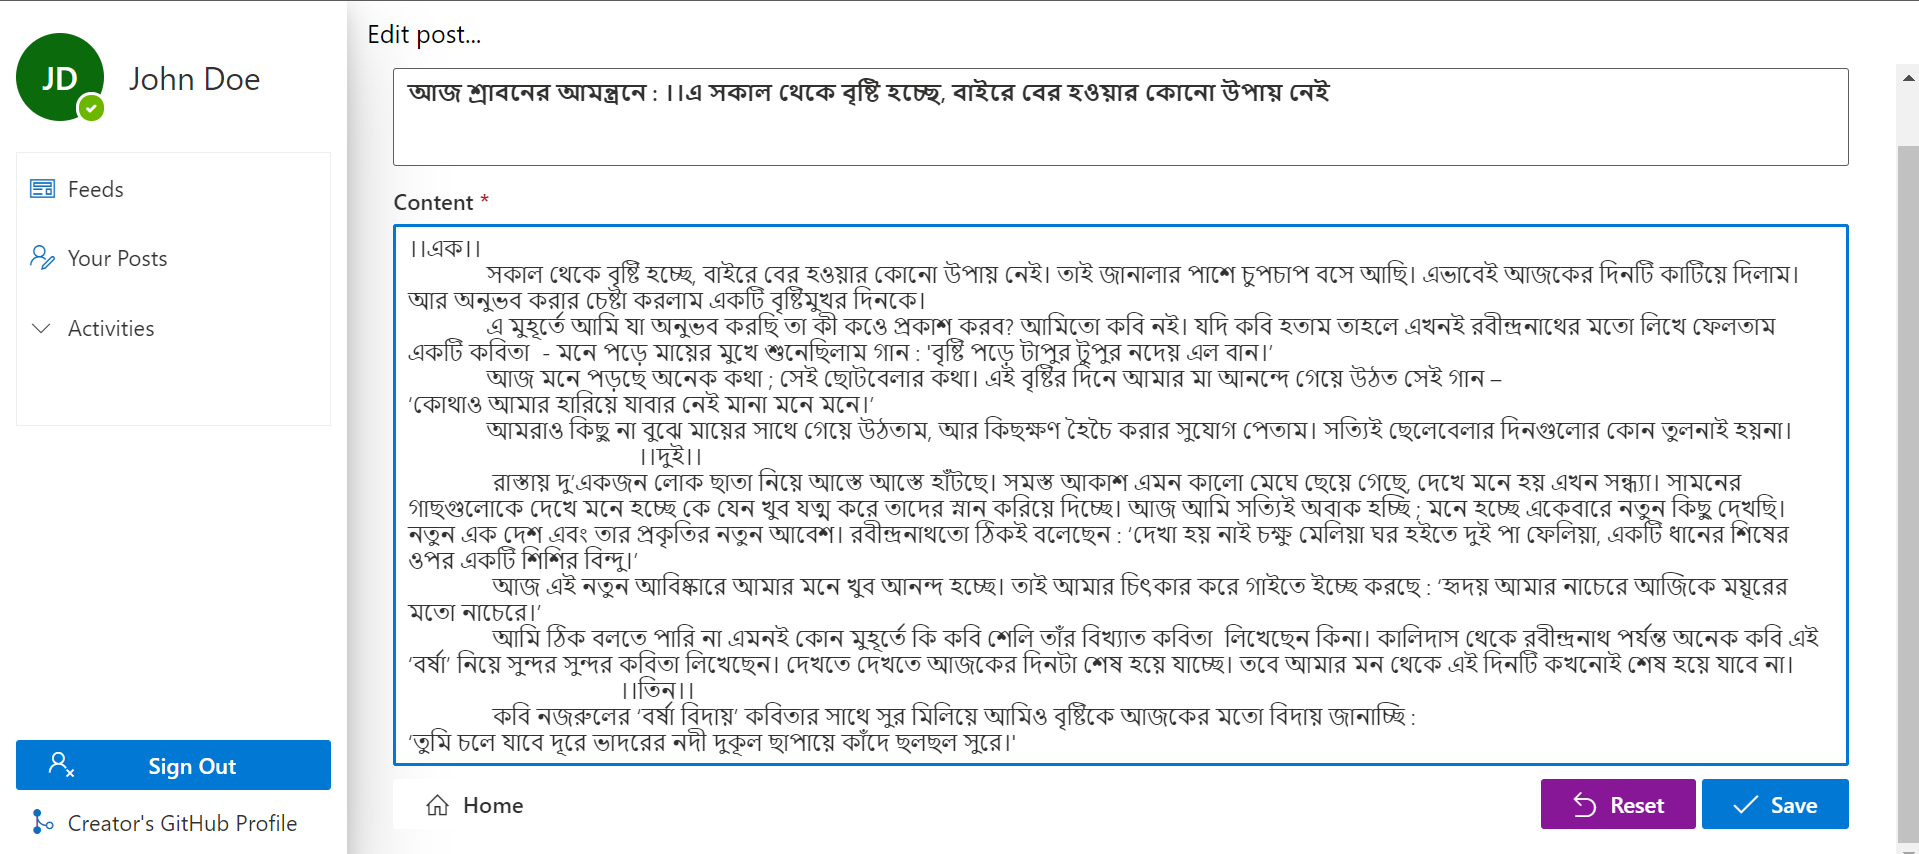 Edit post...
JD
John Doe
আজ শ্রাবনের আমন্ত্রনে : ।।এ সকাল থেকে বৃষ্টি হচ্ছে, বাইরে বের হওয়ার কোনো উপায় নেই
Feeds
Your Posts
Activities
Content *
।।এক।।
সকাল থেকে বৃষ্টি হচ্ছে, বাইরে বের হওয়ার কোনো উপায় নেই। তাই জানালার পাশে চুপচাপ বসে আছি। এভাবেই আজকের দিনটি কাটিয়ে দিলাম।
আর অনুভব করার চেষ্টা করলাম একটি বৃষ্টিমুখর দিনকে।
এ মুহূর্তে আমি যা অনুভব করছি তা কী কওে প্রকাশ করব? আমিতো কবি নই। যদি কবি হতাম তাহলে এখনই রবীন্দ্রনাথের মতো লিখে ফেলতাম
একটি কবিতা - মনে পড়ে মায়ের মুখে শুনেছিলাম গান : 'বৃষ্টি পড়ে টাপুর টুপুর নদেয় এল বান।’
আজ মনে পড়ছে অনেক কথা ; সেই ছোটবেলার কথা। এই বৃষ্টির দিনে আমার মা আনন্দে গেয়ে উঠত সেই গান –
‘কোথাও আমার হারিয়ে যাবার নেই মানা মনে মনে।’
আমরাও কিছু না বুঝে মায়ের সাথে গেয়ে উঠতাম, আর কিছক্ষণ হৈচৈ করার সুযোগ পেতাম। সত্যিই ছেলেবেলার দিনগুলোর কোন তুলনাই হয়না।
।।দুই।।
রাস্তায় দু’একজন লোক ছাতা নিয়ে আস্তে আস্তে হাঁটছে। সমস্ত আকাশ এমন কালো মেঘে ছেয়ে গেছে, দেখে মনে হয় এখন সন্ধ্যা। সামনের
গাছগুলোকে দেখে মনে হচ্ছে কে যেন খুব যত্ম করে তাদের স্নান করিয়ে দিচ্ছে। আজ আমি সত্যিই অবাক হচ্ছি ; মনে হচ্ছে একেবারে নতুন কিছু দেখছি।
নতুন এক দেশ এবং তার প্রকৃতির নতুন আবেশ। রবীন্দ্রনাথতো ঠিকই বলেছেন : ‘দেখা হয় নাই চক্ষু মেলিয়া ঘর হইতে দুই পা ফেলিয়া, একটি ধানের শিষের
ওপর একটি শিশির বিন্দু।’
আজ এই নতুন আবিষ্কারে আমার মনে খুব আনন্দ হচ্ছে। তাই আমার চিৎকার করে গাইতে ইচ্ছে করছে : ‘হৃদয় আমার নাচেরে আজিকে ময়ূরের
মতো নাচেরে।’
আমি ঠিক বলতে পারি না এমনই কোন মুহূর্তে কি কবি শেলি তাঁর বিখ্যাত কবিতা লিখেছেন কিনা। কালিদাস থেকে রবীন্দ্রনাথ পর্যন্ত অনেক কবি এই
‘বর্ষা’ নিয়ে সুন্দর সুন্দর কবিতা লিখেছেন। দেখতে দেখতে আজকের দিনটা শেষ হয়ে যাচ্ছে। তবে আমার মন থেকে এই দিনটি কখনোই শেষ হয়ে যাবে না।
।।তিন।।
কবি নজরুলের ‘বর্ষা বিদায়’ কবিতার সাথে সুর মিলিয়ে আমিও বৃষ্টিকে আজকের মতো বিদায় জানাচ্ছি :
‘তুমি চলে যাবে দূরে ভাদরের নদী দুকূল ছাপায়ে কাঁদে ছলছল সুরে।'
Sign Out
Creator's GitHub Profile
Home
Reset
Save